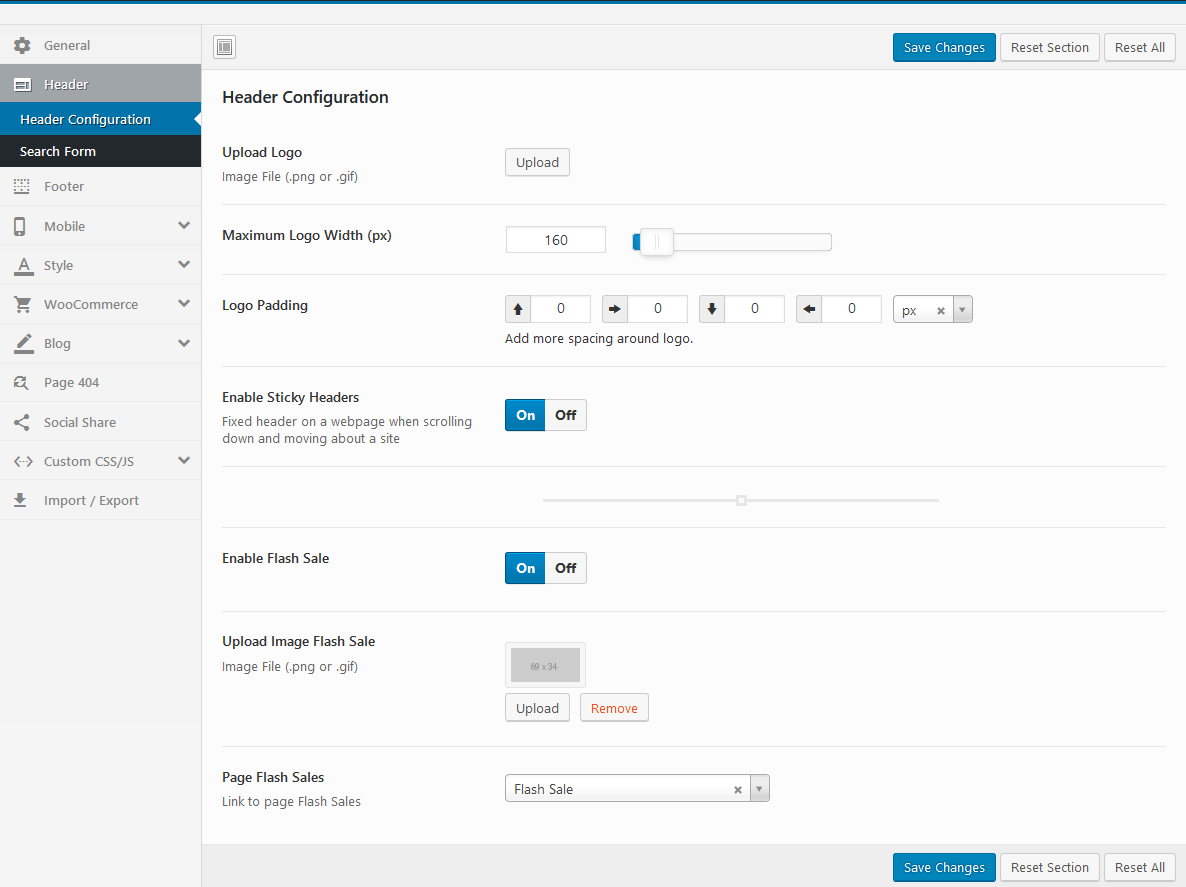 General
Header
Header Configuration
Search Form
Footer
Mobile
Style
WooCommerce
Blog
Page 404
Social Share
Custom CSS/JS
Import / Export
Save Changes Reset Section Reset All
Header Configuration
Upload Logo
Image File (.png or .gif)
Upload
Maximum Logo Width (px)
160
Logo Padding
0 0 0 0 px
Add more spacing around logo.
Enable Sticky Headers
Fixed header on a webpage when scrolling
down and moving about a site
On Off
Enable Flash Sale
On Off
Upload Image Flash Sale
Image File (.png or .gif)
69 x 34
Upload Remove
Page Flash Sales
Link to page Flash Sales
Flash Sale
Save Changes Reset Section Reset All